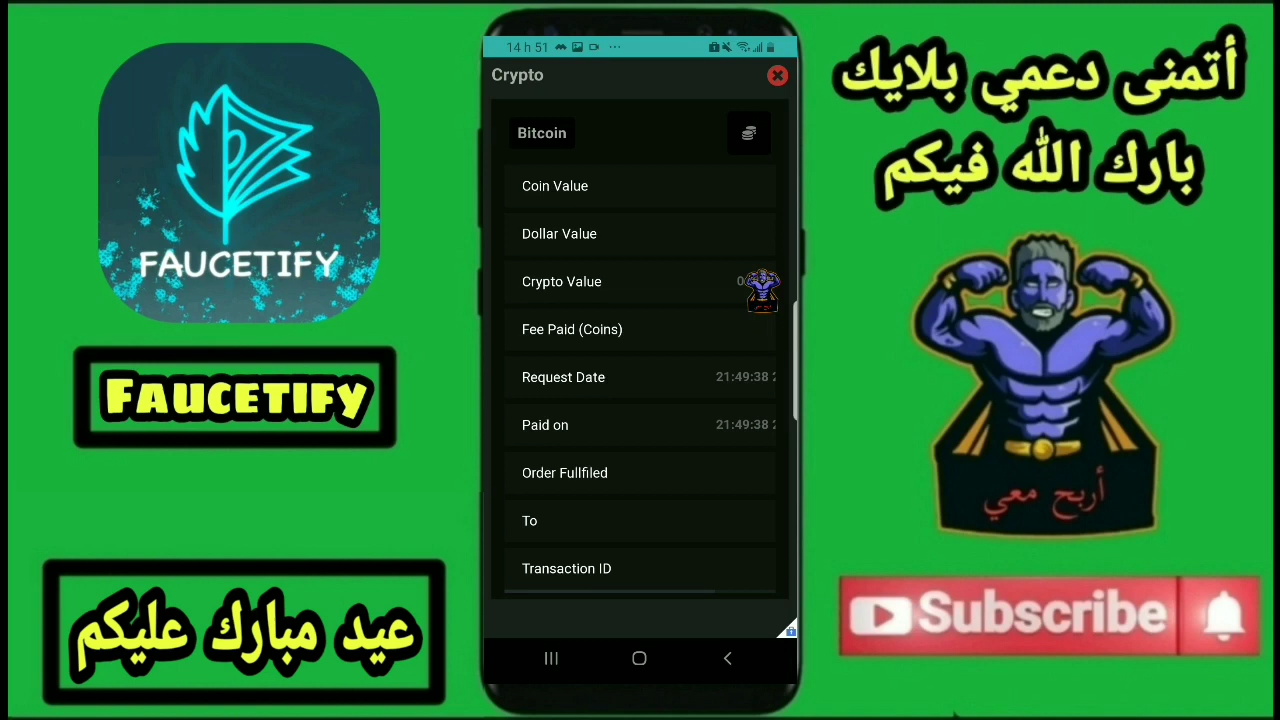 FAUCETIFY
FAUCETIFY
عيد مبارك عليكم
14 h 51
Crypto
Bitcoin
Coin Value
Dollar Value
Crypto Value
Fee Paid (Coins)
Request Date 21:49:38
Paid on 21:49:38
Order Fullfiled
To
Transaction ID
أتمنى دعمي بلايك
بارك الله فيكم
أربح معي
Subscribe